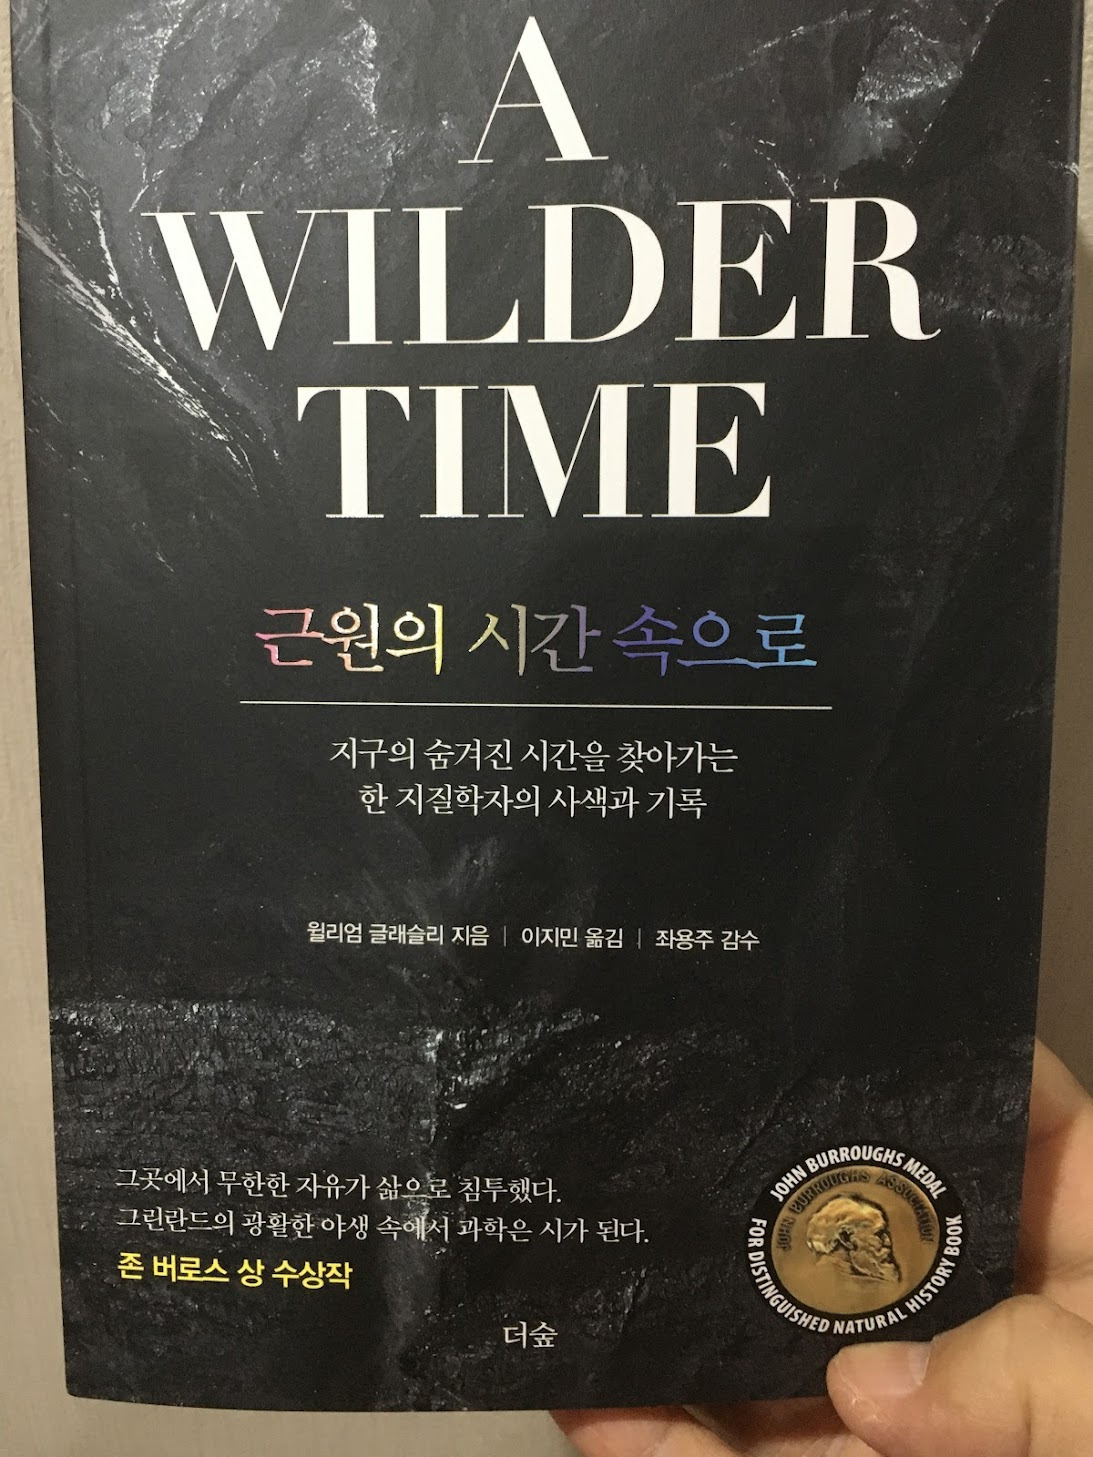 A
WILDER
TIME
근원의 시간 속으로
지구의 숨겨진 시간을 찾아가는
한 지질학자의 사색과 기록
윌리엄 글래슬리 지음 | 이지민 옮김 | 좌용주 감수
그곳에서 무한한 자유가 삶으로 침투했다.
그린란드의 광활한 야생 속에서 과학은 시가 된다.
존 버로스 상 수상작
더숲
JOHN BURROUGHS MEDAL
FOR DISTINGUISHED NATURAL HISTORY BOOK
JOHN BURROUGHS ASSOCIATION